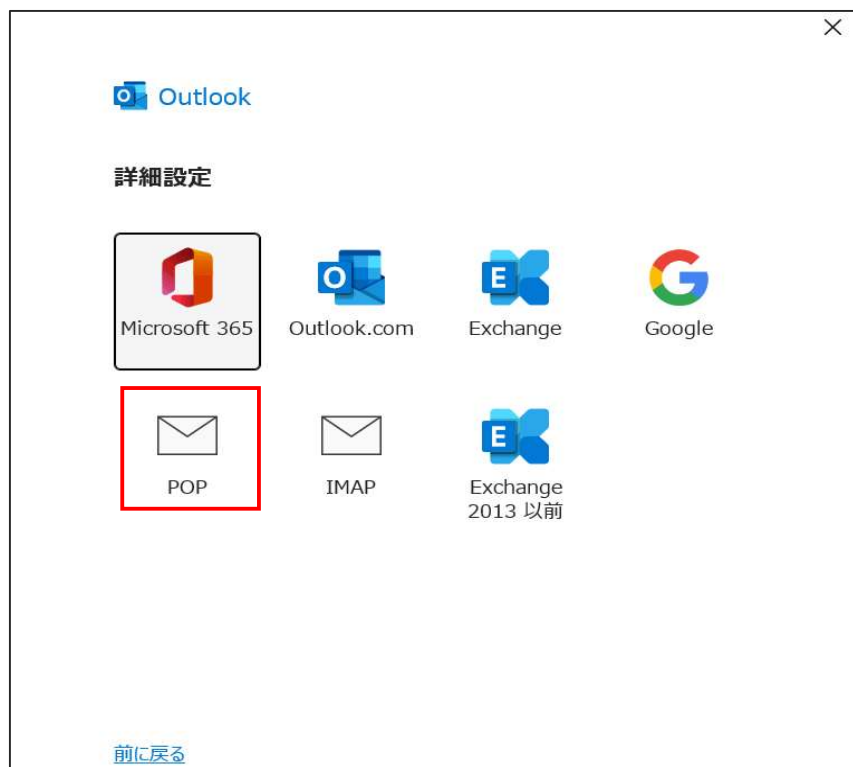 Outlook
詳細設定
Microsoft 365
Outlook.com
Exchange
Google
POP
IMAP
Exchange
2013 以前
前に戻る